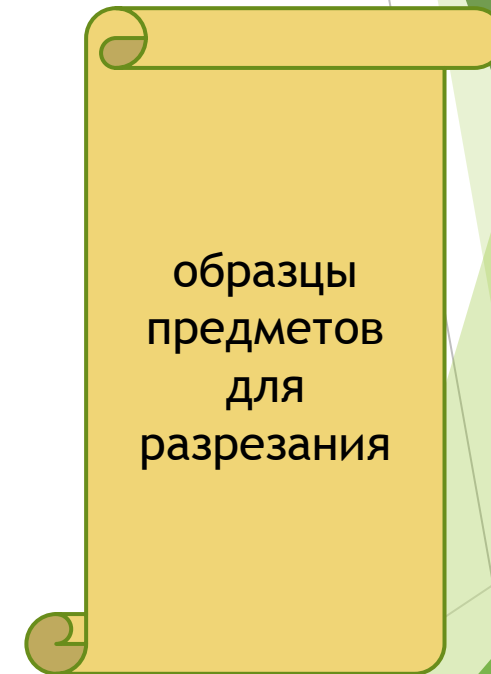 образцы
предметов
для
разрезания